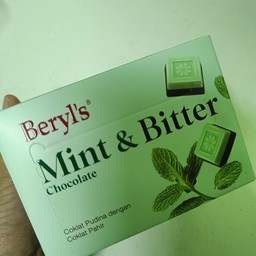 Beryl's®
Mint & Bitter
Chocolate
Coklat Pudina dengan
Coklat Pahit